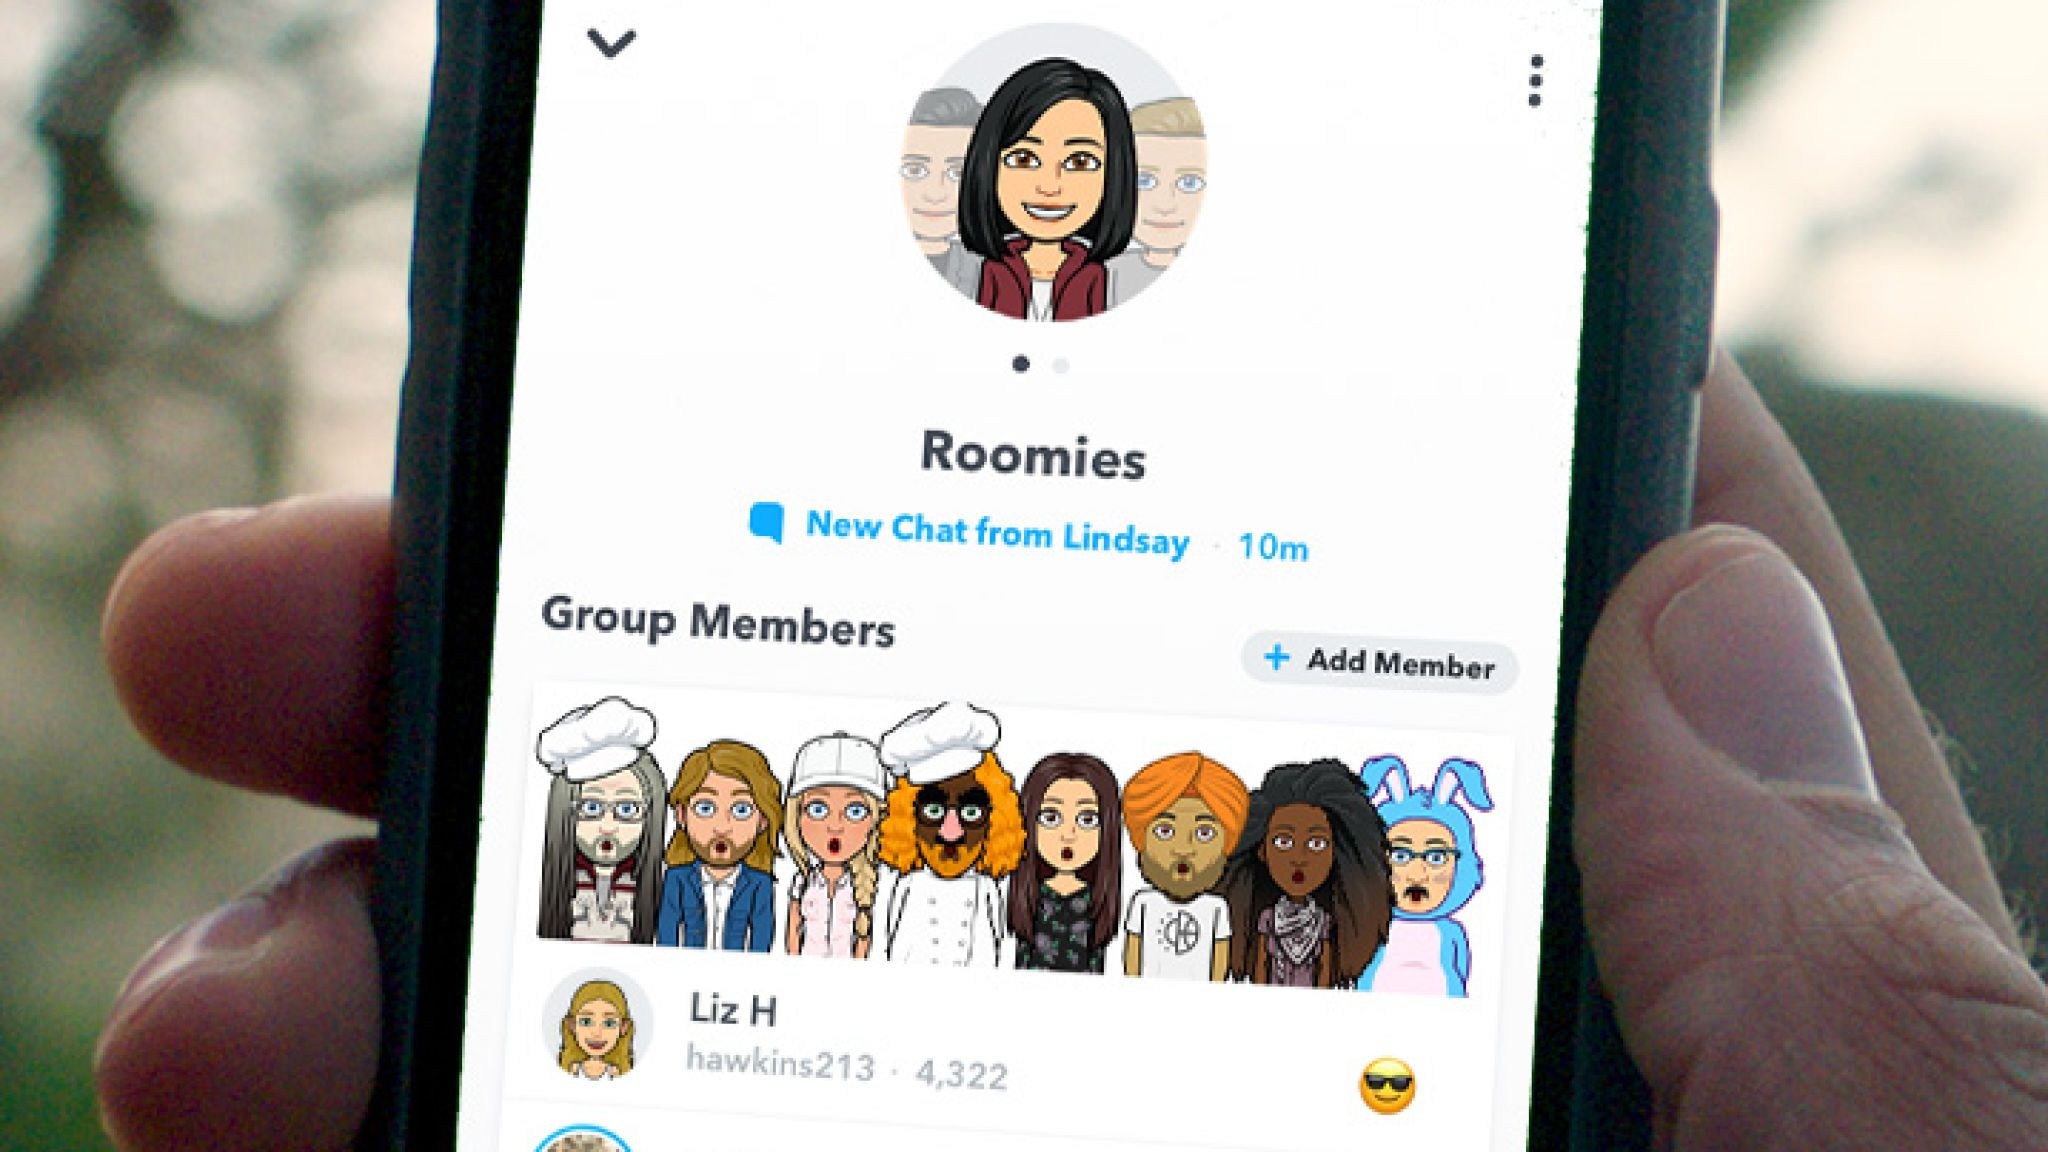 Roomies
New Chat from Lindsay · 10m
Group Members
+ Add Member
Liz H
hawkins213 · 4,322